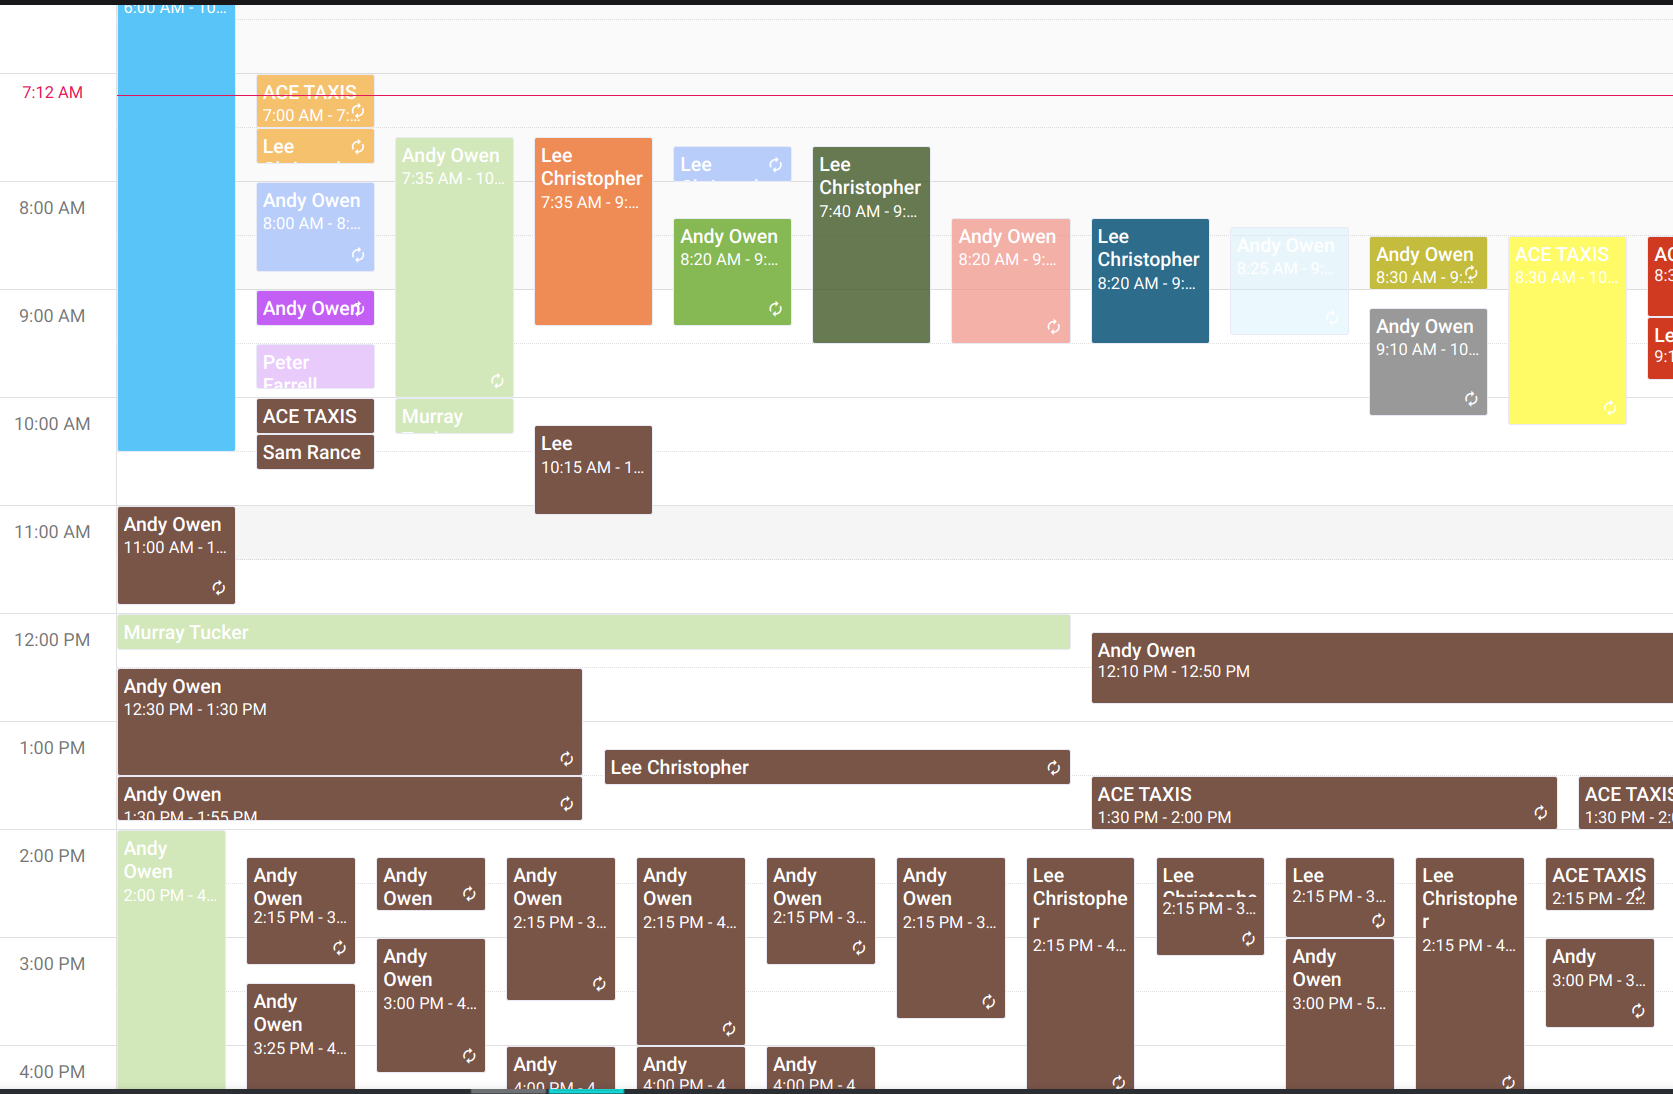 6:00 AM - 10...
7:12 AM
ACE TAXIS
7:00 AM - 7:...
Lee
Andy Owen
7:35 AM - 10...
Lee
Christopher
7:35 AM - 9:...
Lee
Lee
Christopher
7:40 AM - 9:...
8:00 AM
Andy Owen
8:00 AM - 8:...
Andy Owen
8:20 AM - 9:...
Andy Owen
8:20 AM - 9:...
Lee
Christopher
8:20 AM - 9:...
Andy Owen
8:25 AM - 9:...
Andy Owen
8:30 AM - 9:...
ACE TAXIS
8:30 AM - 10...
AC
8:3
9:00 AM
Andy Owen
Andy Owen
9:10 AM - 10...
Le
9:1
Peter
Farrell
10:00 AM
ACE TAXIS
Murray
Sam Rance
Lee
10:15 AM - 1...
11:00 AM
Andy Owen
11:00 AM - 1...
12:00 PM
Murray Tucker
Andy Owen
12:10 PM - 12:50 PM
Andy Owen
12:30 PM - 1:30 PM
1:00 PM
Lee Christopher
Andy Owen
1:30 PM - 1:55 PM
ACE TAXIS
1:30 PM - 2:00 PM
ACE TAXIS
1:30 PM - 2:0
2:00 PM
Andy
Owen
2:00 PM - 4...
Andy
Owen
2:15 PM - 3...
Andy
Owen
Andy
Owen
2:15 PM - 3...
Andy
Owen
2:15 PM - 4...
Andy
Owen
2:15 PM - 3...
Andy
Owen
2:15 PM - 3...
Lee
Christophe
r
2:15 PM - 4...
Lee
Christophe
2:15 PM - 3...
Lee
2:15 PM - 3...
Lee
Christophe
r
2:15 PM - 4...
ACE TAXIS
2:15 PM - 2:...
3:00 PM
Andy
Owen
3:25 PM - 4...
Andy
Owen
3:00 PM - 4...
Andy
Owen
3:00 PM - 5...
Andy
3:00 PM - 3...
4:00 PM
Andy
4:00 PM - 4
Andy
4:00 PM - 4
Andy
4:00 PM - 4